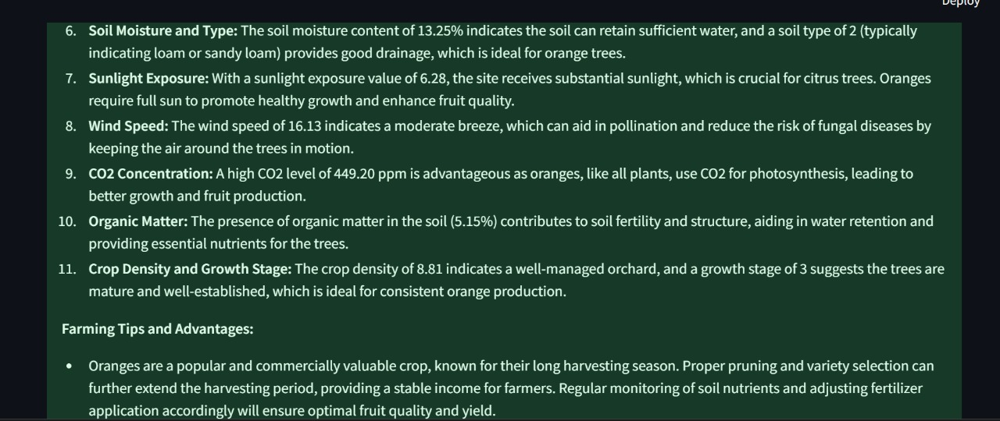 Deploy
6. Soil Moisture and Type: The soil moisture content of 13.25% indicates the soil can retain sufficient water, and a soil type of 2 (typically
indicating loam or sandy loam) provides good drainage, which is ideal for orange trees.
7. Sunlight Exposure: With a sunlight exposure value of 6.28, the site receives substantial sunlight, which is crucial for citrus trees. Oranges
require full sun to promote healthy growth and enhance fruit quality.
8. Wind Speed: The wind speed of 16.13 indicates a moderate breeze, which can aid in pollination and reduce the risk of fungal diseases by
keeping the air around the trees in motion.
9. CO2 Concentration: A high CO2 level of 449.20 ppm is advantageous as oranges, like all plants, use CO2 for photosynthesis, leading to
better growth and fruit production.
10. Organic Matter: The presence of organic matter in the soil (5.15%) contributes to soil fertility and structure, aiding in water retention and
providing essential nutrients for the trees.
11. Crop Density and Growth Stage: The crop density of 8.81 indicates a well-managed orchard, and a growth stage of 3 suggests the trees are
mature and well-established, which is ideal for consistent orange production.
Farming Tips and Advantages:
• Oranges are a popular and commercially valuable crop, known for their long harvesting season. Proper pruning and variety selection can
further extend the harvesting period, providing a stable income for farmers. Regular monitoring of soil nutrients and adjusting fertilizer
application accordingly will ensure optimal fruit quality and yield.